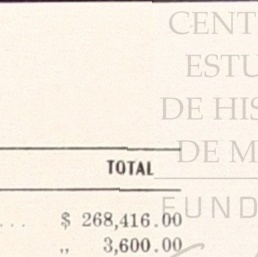 CENT
ESTU
DE HIS
DE M
TOTAL
FUND
... $ 268,416.00
,, 3,600.00